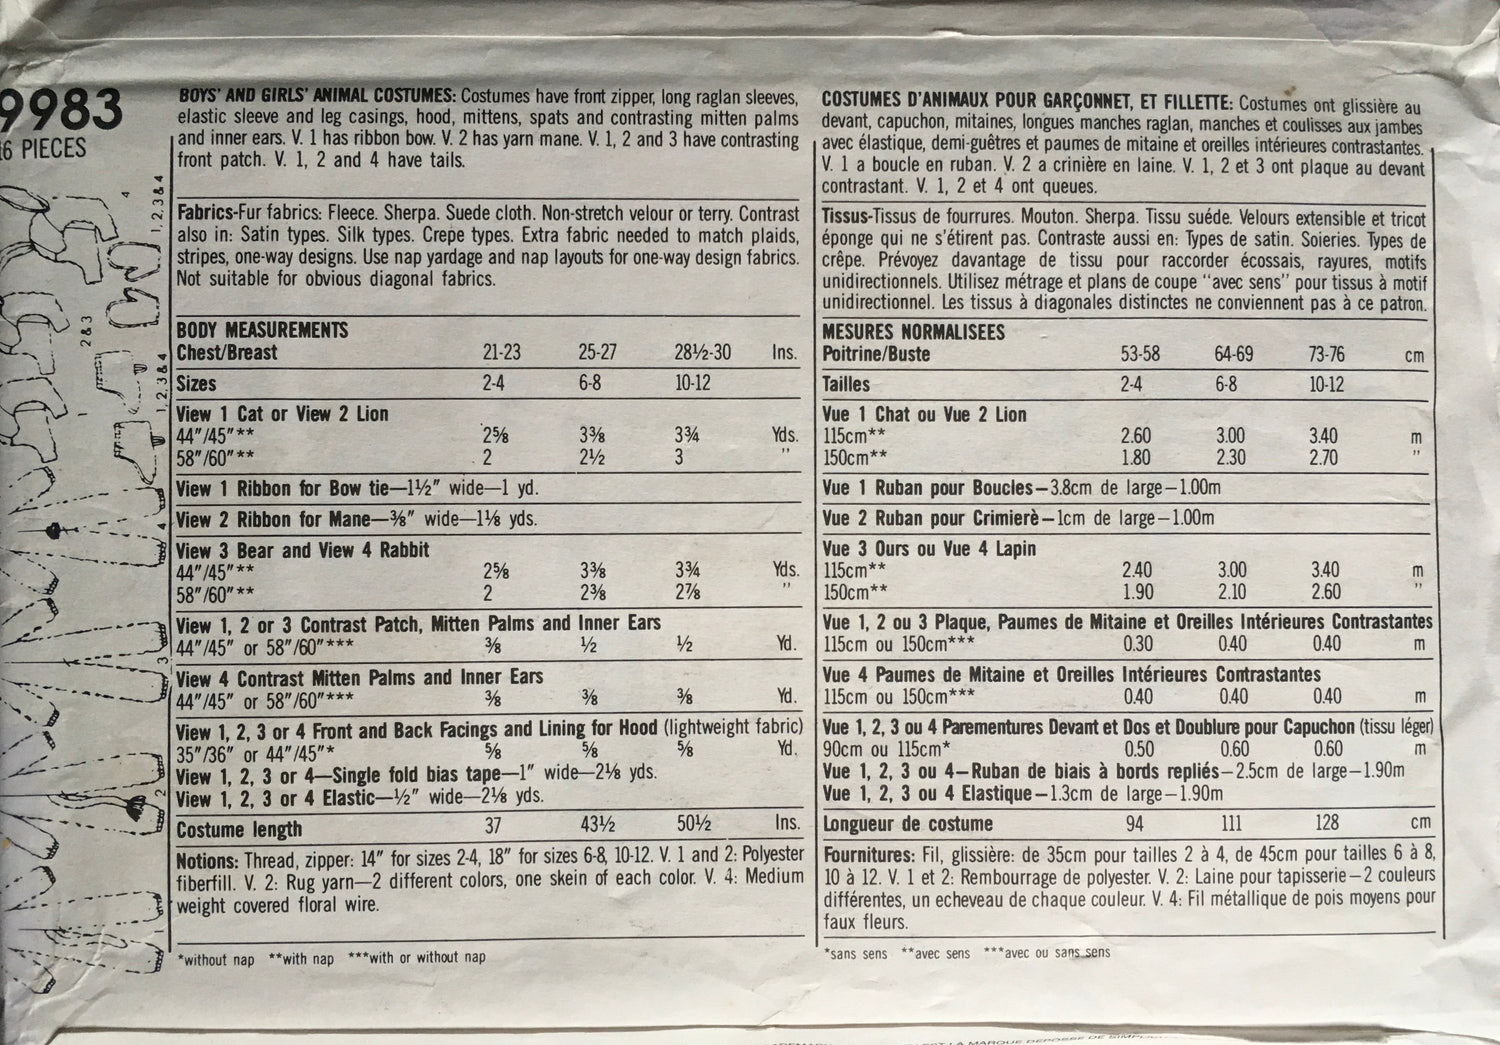 9983
16 PIECES
4
1, 2, 3 & 4
2 & 3
1, 2, 3 & 4
1
4
3
2
1
BOYS' AND GIRLS' ANIMAL COSTUMES: Costumes have front zipper, long raglan sleeves,
elastic sleeve and leg casings, hood, mittens, spats and contrasting mitten palms
and inner ears. V. 1 has ribbon bow. V. 2 has yarn mane. V. 1, 2 and 3 have contrasting
front patch. V. 1, 2 and 4 have tails.
Fabrics-Fur fabrics: Fleece. Sherpa. Suede cloth. Non-stretch velour or terry. Contrast
also in: Satin types. Silk types. Crepe types. Extra fabric needed to match plaids,
stripes, one-way designs. Use nap yardage and nap layouts for one-way design fabrics.
Not suitable for obvious diagonal fabrics.
BODY MEASUREMENTS
Chest/Breast 21-23 25-27 28½-30 Ins.
Sizes 2-4 6-8 10-12
View 1 Cat or View 2 Lion
44"/45"** 2⅝ 3⅜ 3¾ Yds.
58"/60"** 2 2½ 3 "
View 1 Ribbon for Bow tie—1½" wide—1 yd.
View 2 Ribbon for Mane—⅜" wide—1⅛ yds.
View 3 Bear and View 4 Rabbit
44"/45"** 2⅝ 3⅜ 3¾ Yds.
58"/60"** 2 2⅜ 2⅞ "
View 1, 2 or 3 Contrast Patch, Mitten Palms and Inner Ears
44"/45" or 58"/60"*** ⅜ ½ ½ Yd.
View 4 Contrast Mitten Palms and Inner Ears
44"/45" or 58"/60"*** ⅜ ⅜ ⅜ Yd.
View 1, 2, 3 or 4 Front and Back Facings and Lining for Hood (lightweight fabric)
35"/36" or 44"/45"* ⅝ ⅝ ⅝ Yd.
View 1, 2, 3 or 4—Single fold bias tape—1" wide—2⅛ yds.
View 1, 2, 3 or 4 Elastic—½" wide—2⅛ yds.
Costume length 37 43½ 50½ Ins.
Notions: Thread, zipper: 14" for sizes 2-4, 18" for sizes 6-8, 10-12. V. 1 and 2: Polyester
fiberfill. V. 2: Rug yarn—2 different colors, one skein of each color. V. 4: Medium
weight covered floral wire.
*without nap **with nap ***with or without nap
COSTUMES D'ANIMAUX POUR GARÇONNET, ET FILLETTE: Costumes ont glissière au
devant, capuchon, mitaines, longues manches raglan, manches et coulisses aux jambes
avec élastique, demi-guêtres et paumes de mitaine et oreilles intérieures contrastantes.
V. 1 a boucle en ruban. V. 2 a crinière en laine. V. 1, 2 et 3 ont plaque au devant
contrastant. V. 1, 2 et 4 ont queues.
Tissus-Tissus de fourrures. Mouton. Sherpa. Tissu suéde. Velours extensible et tricot
éponge qui ne s'étirent pas. Contraste aussi en: Types de satin. Soieries. Types de
crêpe. Prévoyez davantage de tissu pour raccorder écossais, rayures, motifs
unidirectionnels. Utilisez métrage et plans de coupe "avec sens" pour tissus à motif
unidirectionnel. Les tissus à diagonales distinctes ne conviennent pas à ce patron.
MESURES NORMALISEES
Poitrine/Buste 53-58 64-69 73-76 cm
Tailles 2-4 6-8 10-12
Vue 1 Chat ou Vue 2 Lion
115cm** 2.60 3.00 3.40 m
150cm** 1.80 2.30 2.70 "
Vue 1 Ruban pour Boucles—3.8cm de large—1.00m
Vue 2 Ruban pour Crimierè—1cm de large—1.00m
Vue 3 Ours ou Vue 4 Lapin
115cm** 2.40 3.00 3.40 m
150cm** 1.90 2.10 2.60 "
Vue 1, 2 ou 3 Plaque, Paumes de Mitaine et Oreilles Intérieures Contrastantes
115cm ou 150cm*** 0.30 0.40 0.40 m
Vue 4 Paumes de Mitaine et Oreilles Intérieures Contrastantes
115cm ou 150cm*** 0.40 0.40 0.40 m
Vue 1, 2, 3 ou 4 Parementures Devant et Dos et Doublure pour Capuchon (tissu léger)
90cm ou 115cm* 0.50 0.60 0.60 m
Vue 1, 2, 3 ou 4—Ruban de biais à bords repliés—2.5cm de large—1.90m
Vue 1, 2, 3 ou 4 Elastique—1.3cm de large—1.90m
Longueur de costume 94 111 128 cm
Fournitures: Fil, glissière: de 35cm pour tailles 2 à 4, de 45cm pour tailles 6 à 8,
10 à 12. V. 1 et 2: Rembourrage de polyester. V. 2: Laine pour tapisserie—2 couleurs
différentes, un echeveau de chaque couleur. V. 4: Fil métallique de pois moyens pour
faux fleurs.
*sans sens **avec sens ***avec ou sans sens
LA MARQUE DEPOSSE DE